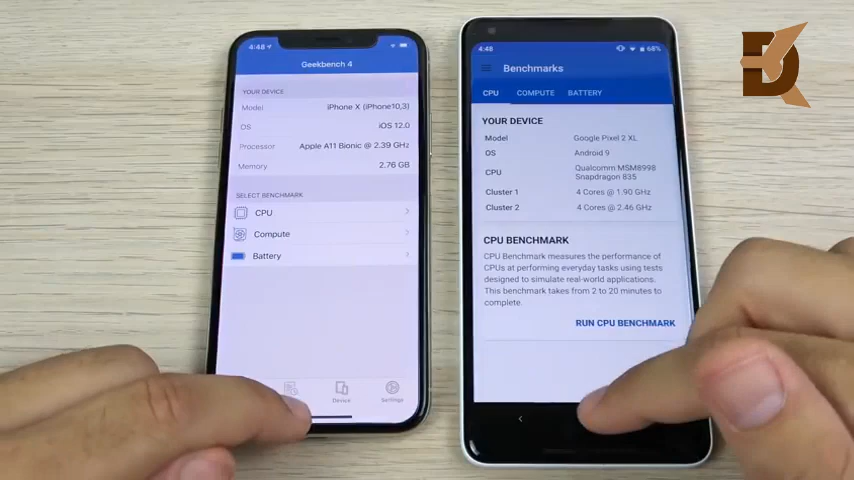 4:48
Geekbench 4
YOUR DEVICE
Model iPhone X (iPhone10,3)
OS iOS 12.0
Processor Apple A11 Bionic @ 2.39 GHz
Memory 2.76 GB
SELECT BENCHMARK
CPU
Compute
Battery
Device
Settings
4:48 68%
Benchmarks
CPU COMPUTE BATTERY
YOUR DEVICE
Model Google Pixel 2 XL
OS Android 9
CPU Qualcomm MSM8998
Snapdragon 835
Cluster 1 4 Cores @ 1.90 GHz
Cluster 2 4 Cores @ 2.46 GHz
CPU BENCHMARK
CPU Benchmark measures the performance of
CPUs at performing everyday tasks using tests
designed to simulate real-world applications.
This benchmark takes from 2 to 20 minutes to
complete.
RUN CPU BENCHMARK